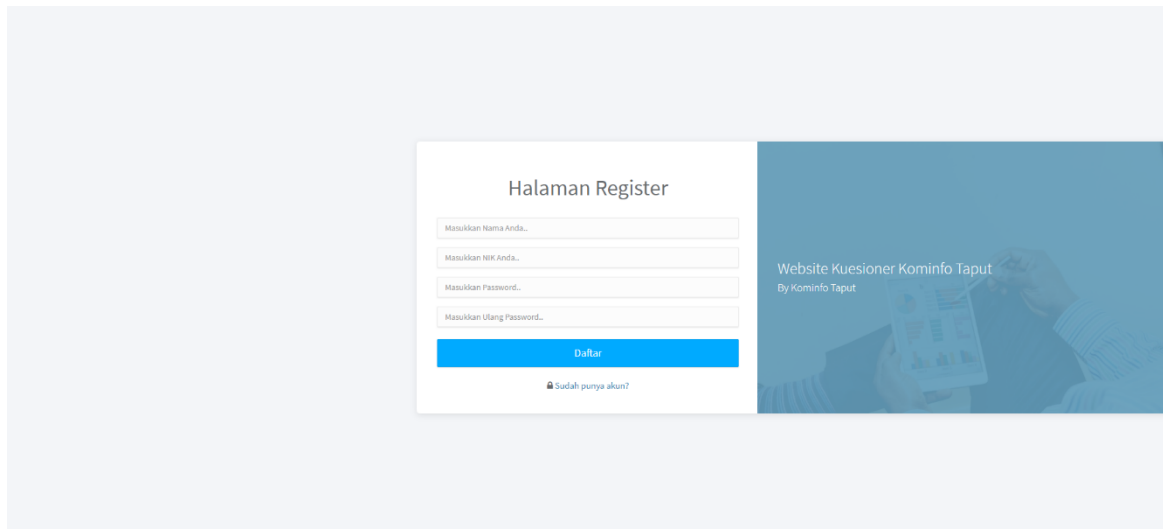 Halaman Register
Masukkan Nama Anda..
Masukkan NIK Anda..
Masukkan Password..
Masukkan Ulang Password..
Daftar
Sudah punya akun?
Website Kuesioner Kominfo Taput
By Kominfo Taput